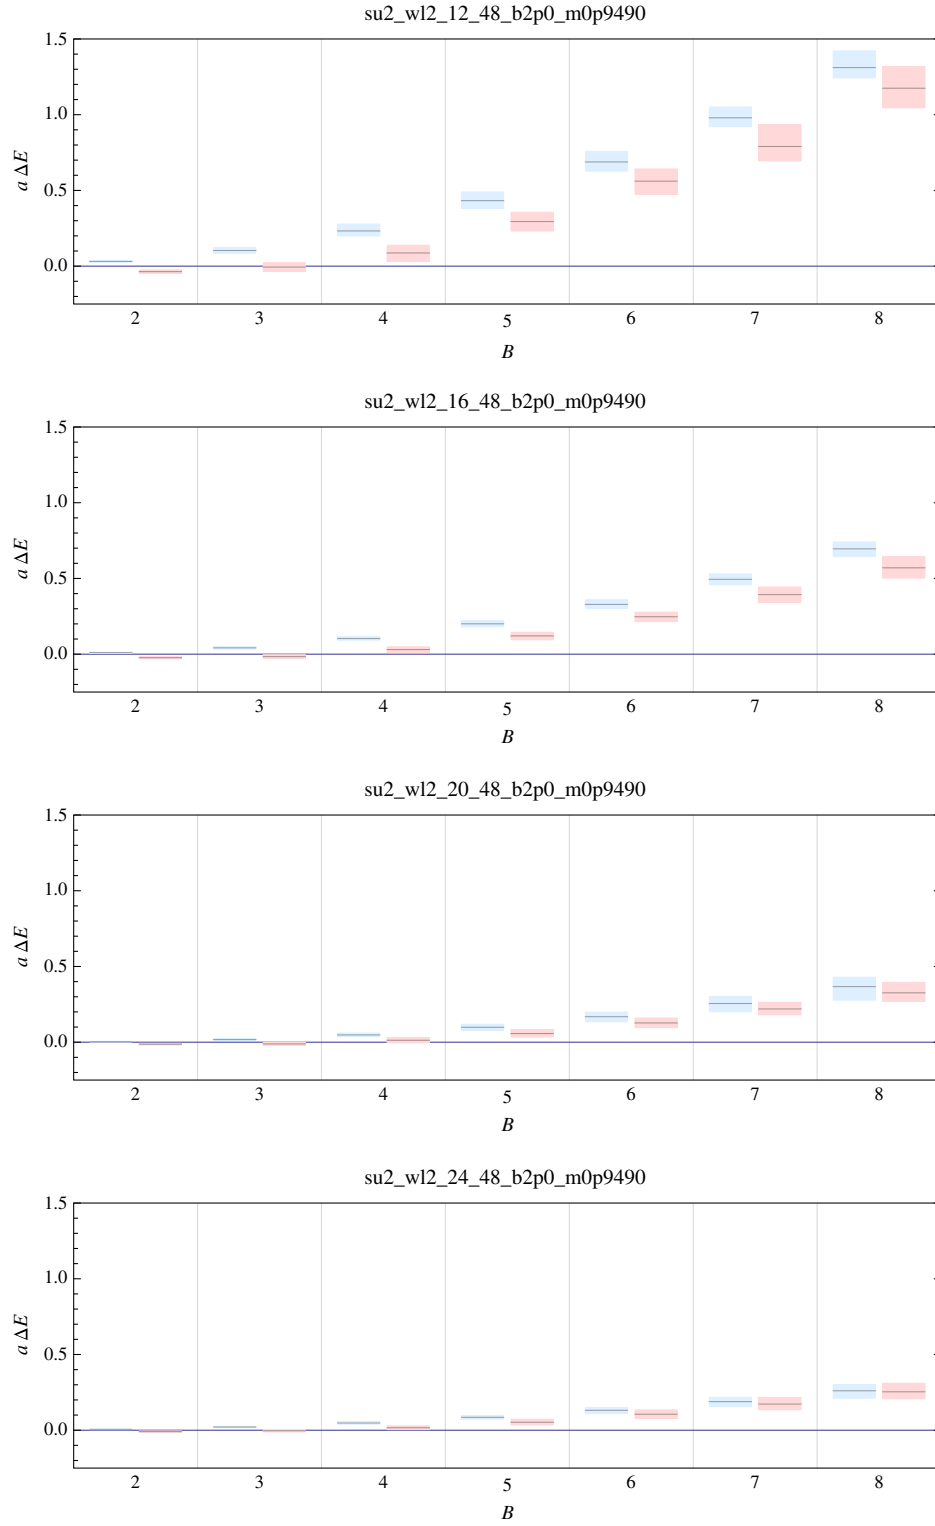 su2_wl2_12_48_b2p0_m0p9490
1.5
1.0
a ΔE
0.5
0.0
2 3 4 5 6 7 8
B
su2_wl2_16_48_b2p0_m0p9490
1.5
1.0
a ΔE
0.5
0.0
2 3 4 5 6 7 8
B
su2_wl2_20_48_b2p0_m0p9490
1.5
1.0
a ΔE
0.5
0.0
2 3 4 5 6 7 8
B
su2_wl2_24_48_b2p0_m0p9490
1.5
1.0
a ΔE
0.5
0.0
2 3 4 5 6 7 8
B